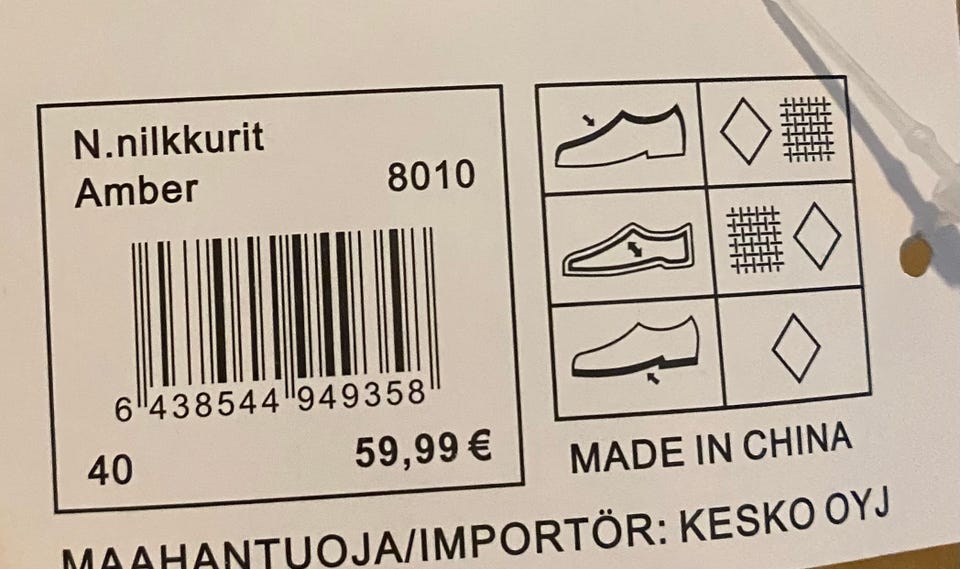 N.nilkkurit
Amber 8010
6 438544 949358
40 59,99 €
MADE IN CHINA
MAAHANTUOJA/IMPORTÖR: KESKO OYJ